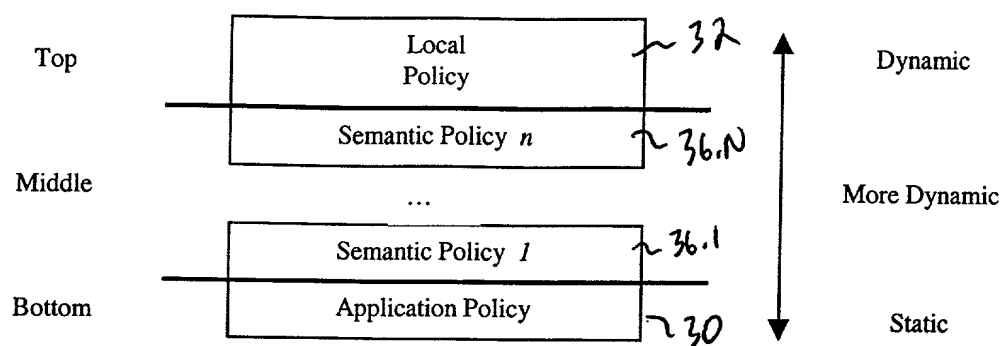 Top
Local
Policy
32
Dynamic
Semantic Policy n
36.N
Middle
...
More Dynamic
Semantic Policy 1
36.1
Bottom
Application Policy
30
Static